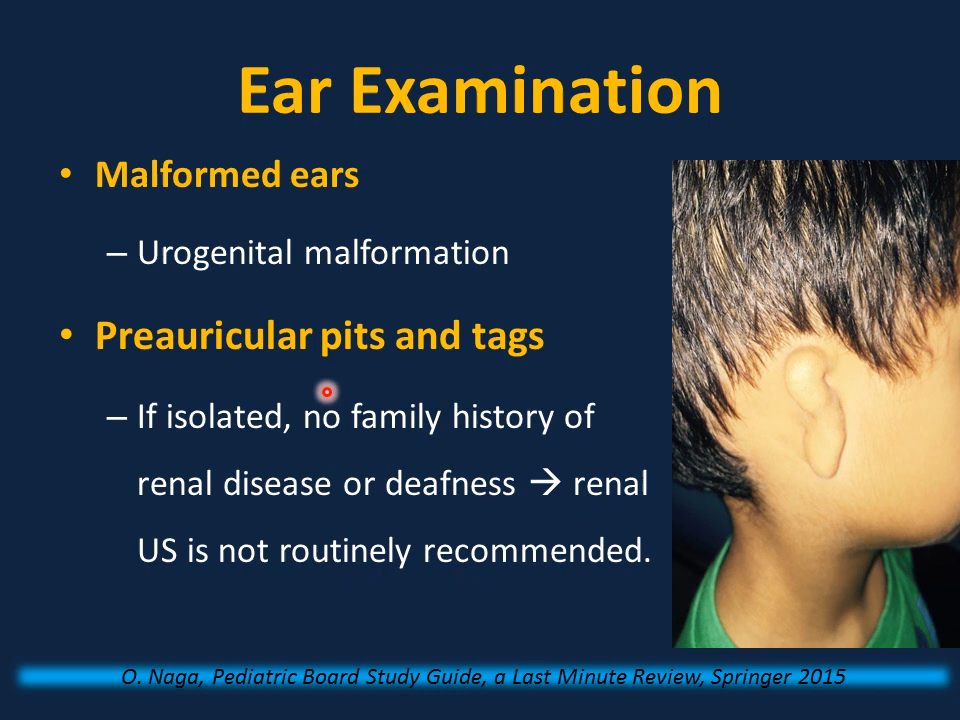 Ear Examination
• Malformed ears
– Urogenital malformation
• Preauricular pits and tags
– If isolated, no family history of
renal disease or deafness → renal
US is not routinely recommended.
O. Naga, Pediatric Board Study Guide, a Last Minute Review, Springer 2015